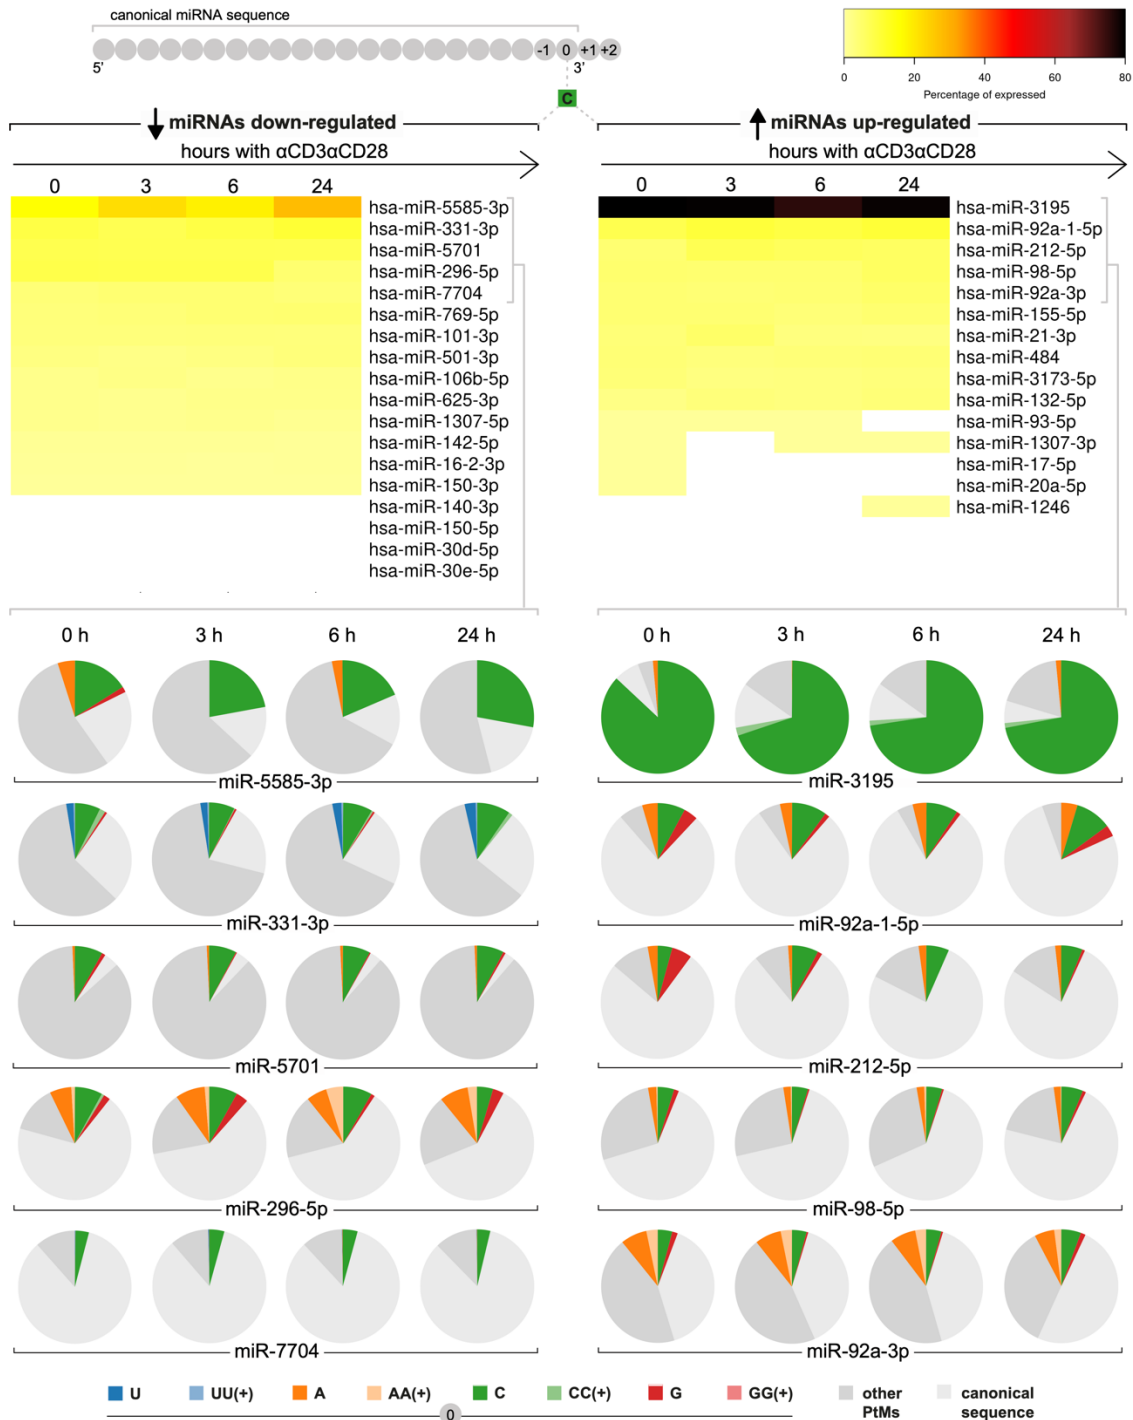 canonical miRNA sequence
-1 0 +1 +2
5' 3'
C
0 20 40 60 80
Percentage of expressed
↓ miRNAs down-regulated
hours with αCD3αCD28
0 3 6 24
hsa-miR-5585-3p
hsa-miR-331-3p
hsa-miR-5701
hsa-miR-296-5p
hsa-miR-7704
hsa-miR-769-5p
hsa-miR-101-3p
hsa-miR-501-3p
hsa-miR-106b-5p
hsa-miR-625-3p
hsa-miR-1307-5p
hsa-miR-142-5p
hsa-miR-16-2-3p
hsa-miR-150-3p
hsa-miR-140-3p
hsa-miR-150-5p
hsa-miR-30d-5p
hsa-miR-30e-5p
↑ miRNAs up-regulated
hours with αCD3αCD28
0 3 6 24
hsa-miR-3195
hsa-miR-92a-1-5p
hsa-miR-212-5p
hsa-miR-98-5p
hsa-miR-92a-3p
hsa-miR-155-5p
hsa-miR-21-3p
hsa-miR-484
hsa-miR-3173-5p
hsa-miR-132-5p
hsa-miR-93-5p
hsa-miR-1307-3p
hsa-miR-17-5p
hsa-miR-20a-5p
hsa-miR-1246
0 h 3 h 6 h 24 h
miR-5585-3p
miR-331-3p
miR-5701
miR-296-5p
miR-7704
0 h 3 h 6 h 24 h
miR-3195
miR-92a-1-5p
miR-212-5p
miR-98-5p
miR-92a-3p
U UU(+) A AA(+) C CC(+) G GG(+) other PtMs canonical sequence
0